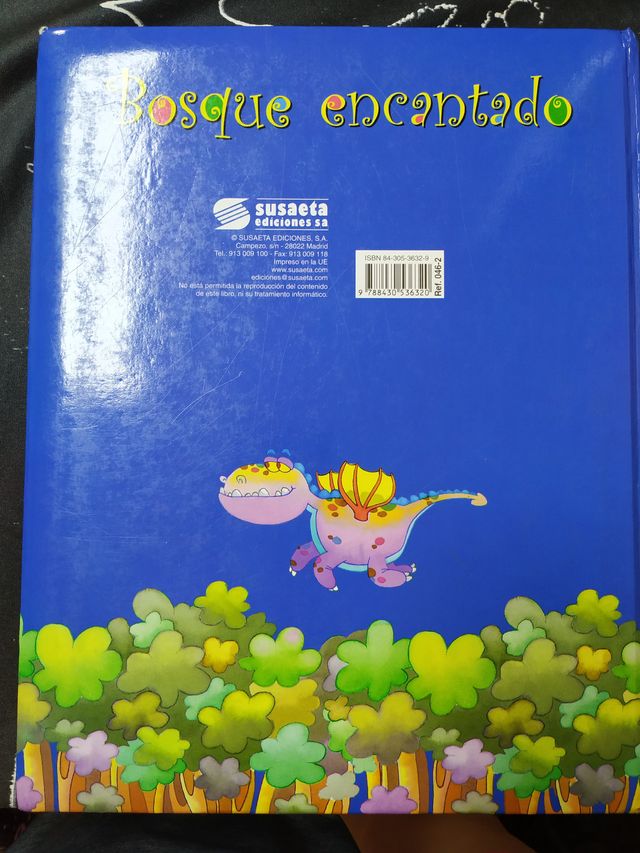 Bosque encantado
susaeta
ediciones sa
© SUSAETA EDICIONES, S.A.
Campezo, s/n - 28022 Madrid
Tel.: 913 009 100 - Fax: 913 009 118
Impreso en la UE
www.susaeta.com
ediciones@susaeta.com
No está permitida la reproducción del contenido
de este libro, ni su tratamiento informático.
ISBN 84-305-3632-9
9 788430 536320
Ref. 046-2